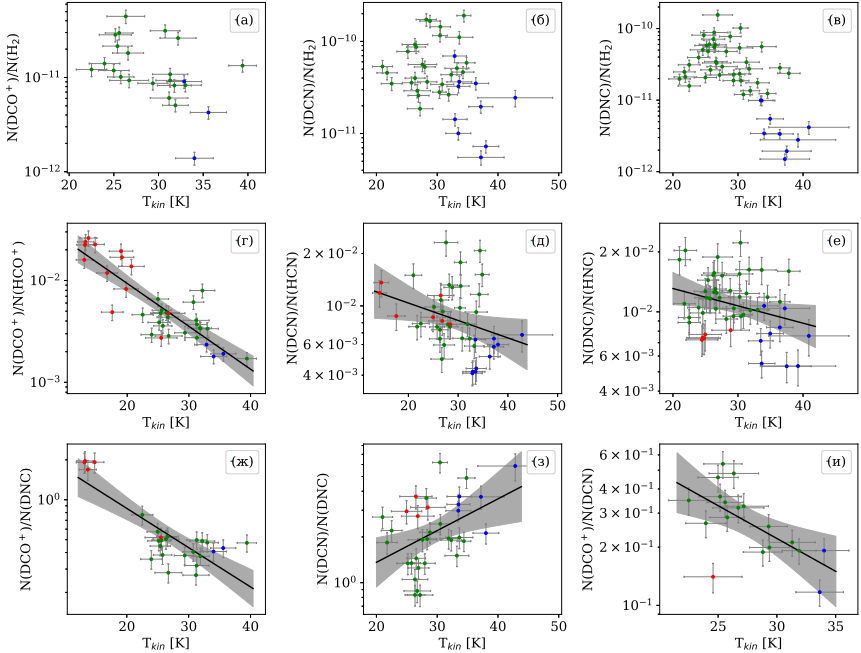 (а)
N(DCO⁺)/N(H₂)
10⁻¹¹
10⁻¹²
20 25 30 35 40
T_kin [K]
(б)
N(DCN)/N(H₂)
10⁻¹⁰
10⁻¹¹
20 30 40 50
T_kin [K]
(в)
N(DNC)/N(H₂)
10⁻¹⁰
10⁻¹¹
10⁻¹²
20 30 40 50
T_kin [K]
(г)
N(DCO⁺)/N(HCO⁺)
10⁻²
10⁻³
20 30 40
T_kin [K]
(д)
N(DCN)/N(HCN)
2 × 10⁻²
10⁻²
6 × 10⁻³
4 × 10⁻³
20 30 40 50
T_kin [K]
(е)
N(DNC)/N(HNC)
2 × 10⁻²
10⁻²
6 × 10⁻³
4 × 10⁻³
3 × 10⁻³
20 30 40
T_kin [K]
(ж)
N(DCO⁺)/N(DNC)
10⁰
20 30 40
T_kin [K]
(з)
N(DCN)/N(DNC)
10⁰
20 30 40 50
T_kin [K]
(и)
N(DCO⁺)/N(DCN)
6 × 10⁻¹
4 × 10⁻¹
3 × 10⁻¹
2 × 10⁻¹
10⁻¹
25 30 35
T_kin [K]